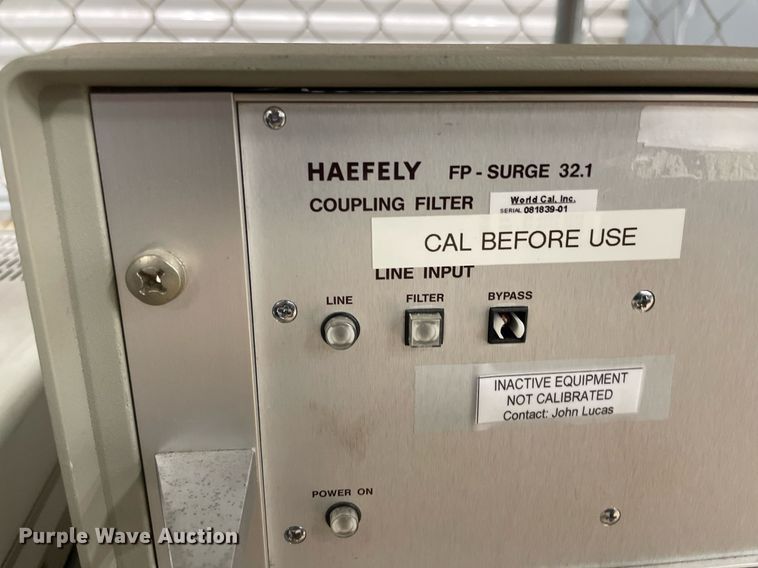 HAEFELY FP - SURGE 32.1
COUPLING FILTER
World Cal, Inc.
SERIAL 081839-01
CAL BEFORE USE
LINE INPUT
LINE FILTER BYPASS
INACTIVE EQUIPMENT
NOT CALIBRATED
Contact: John Lucas
POWER ON
Purple Wave Auction